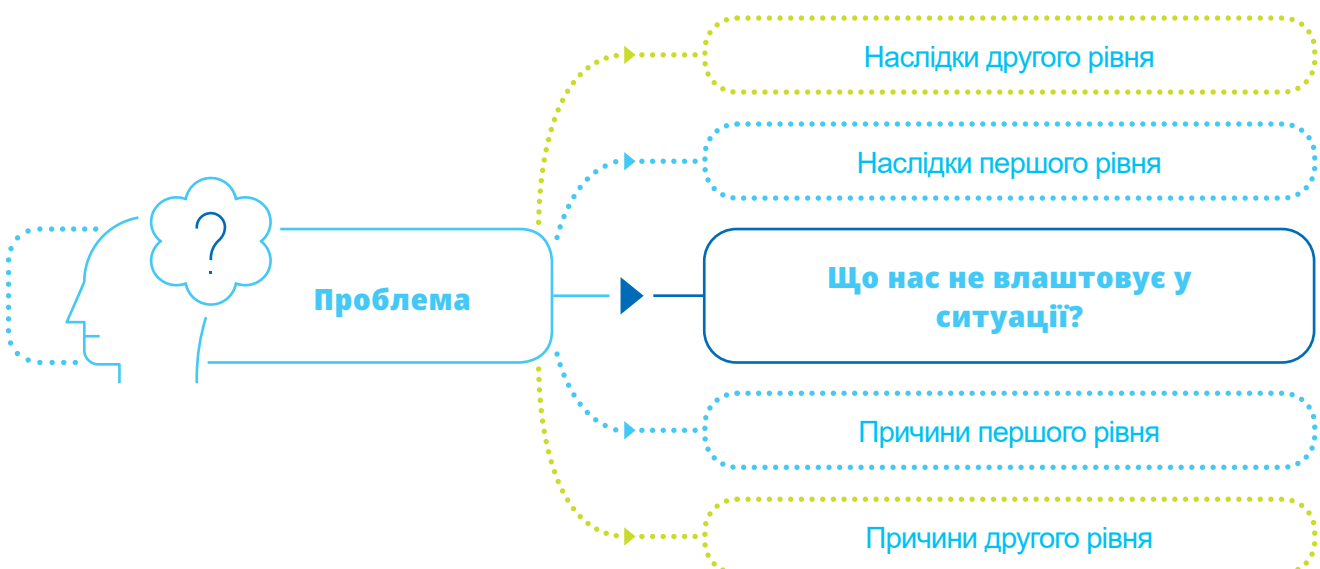 Наслідки другого рівня
Наслідки першого рівня
?
Проблема
Що нас не влаштовує у
ситуації?
Причини першого рівня
Причини другого рівня